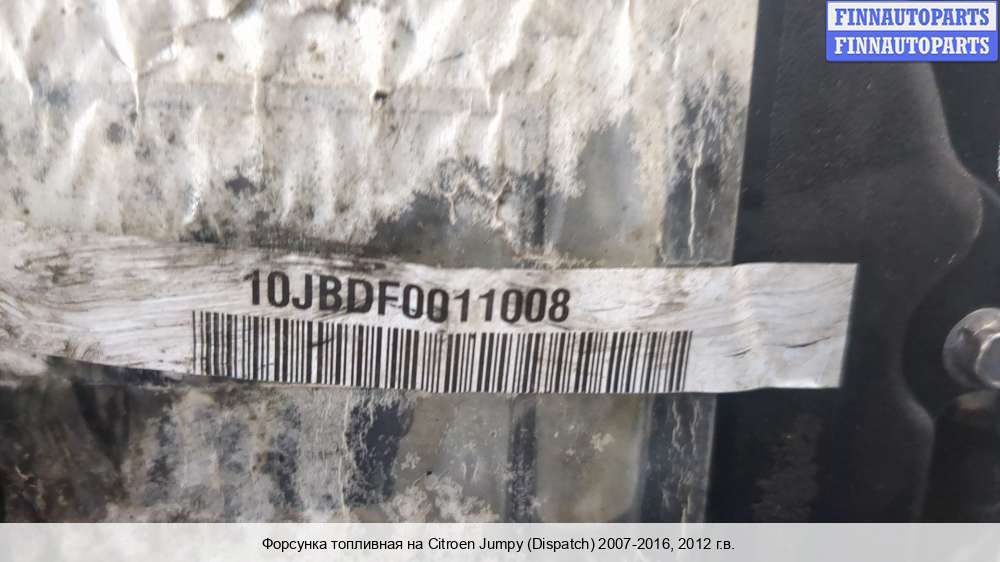 FINNAUTOPARTS
FINNAUTOPARTS
10JBDF0011008
Форсунка топливная на Citroen Jumpy (Dispatch) 2007-2016, 2012 г.в.